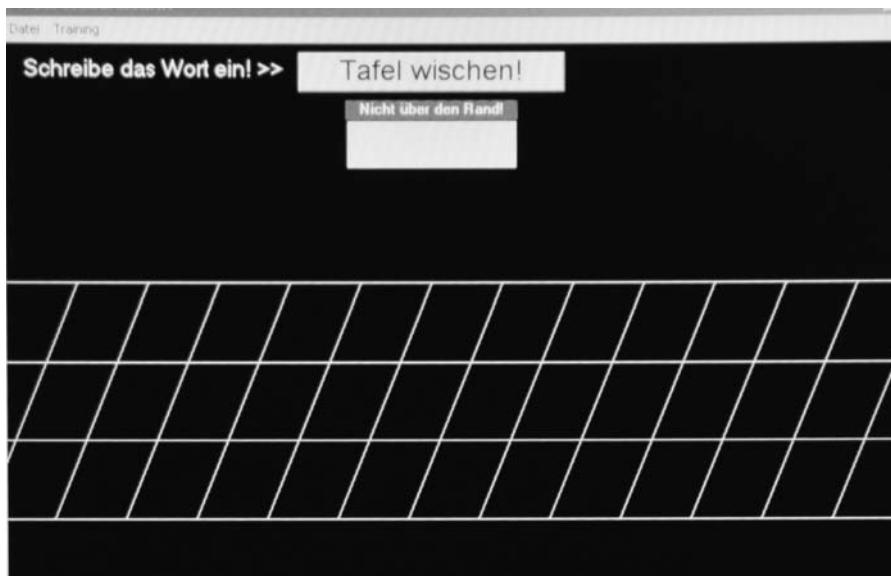 Datei Training
Schreibe das Wort ein! >> Tafel wischen!
Nicht über den Rand!